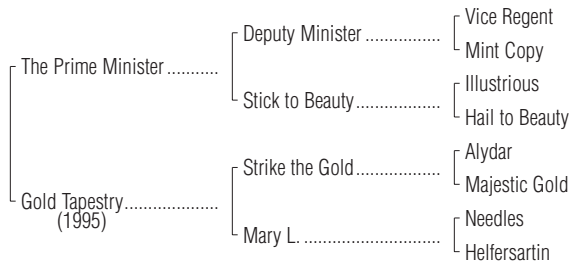 Vice Regent
Deputy Minister ................
Mint Copy
The Prime Minister...........
Illustrious
Stick to Beauty..................
Hail to Beauty
Alydar
Strike the Gold..................
Majestic Gold
Gold Tapestry....................
(1995)
Needles
Mary L. .............................
Helfersartin